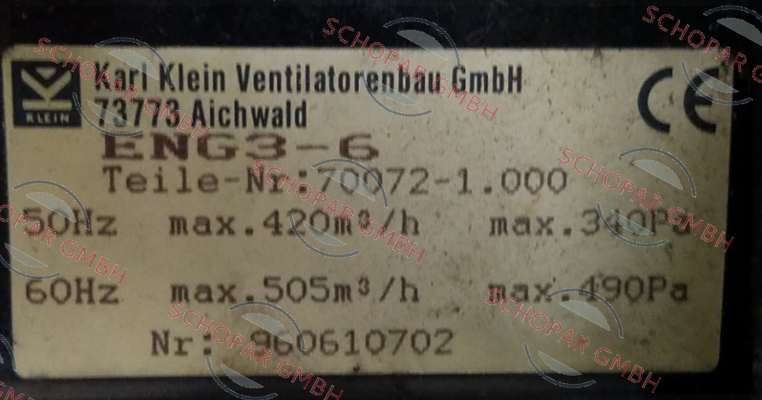 Karl Klein Ventilatorenbau GmbH
KLEIN
73773 Aichwald
CE
ENG3-6
Teile-Nr:70072-1.000
50Hz max.420m³/h max.340Pa
60Hz max.505m³/h max.490Pa
Nr: 960610702
SCHOPAR GMBH
SCHOPAR GMBH
SCHOPAR GMBH
SCHOPAR GMBH
SCHOPAR GMBH
SCHOPAR GMBH
SCHOPAR GMBH